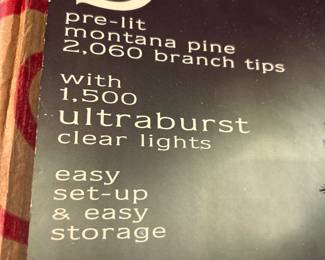 pre-lit
montana pine
2,060 branch tips
with
1,500
ultraburst
clear lights
easy
set-up
& easy
storage